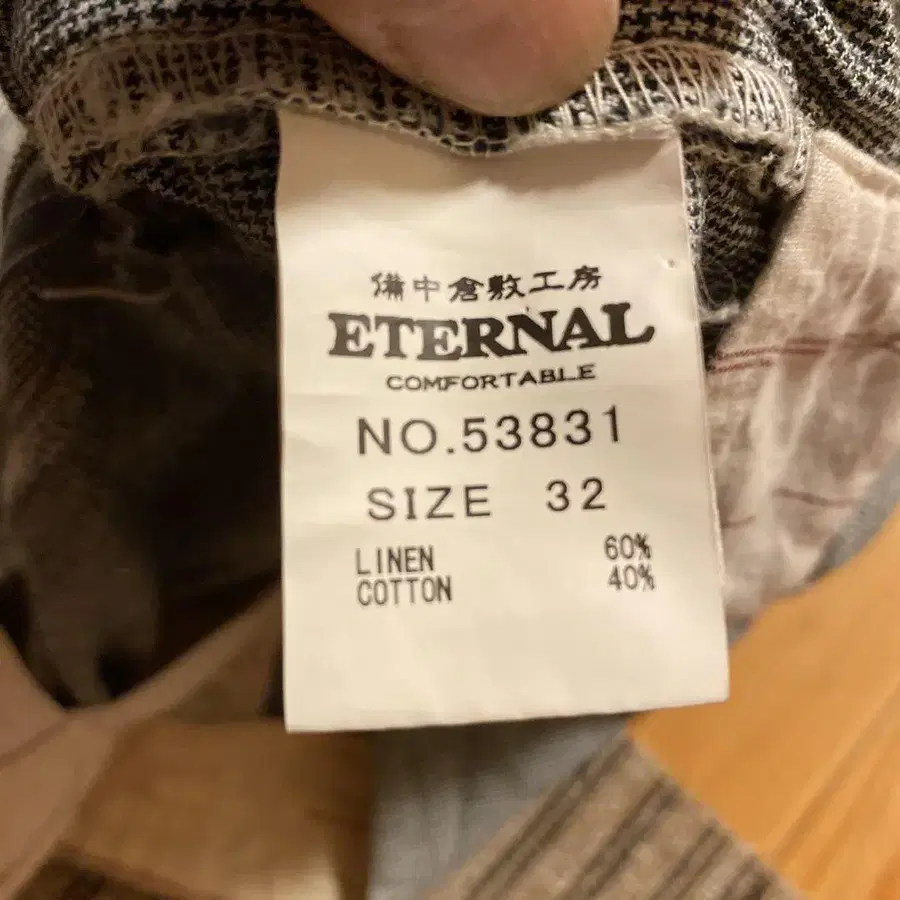 備中倉敷工房
ETERNAL
COMFORTABLE
NO.53831
SIZE 32
LINEN 60%
COTTON 40%